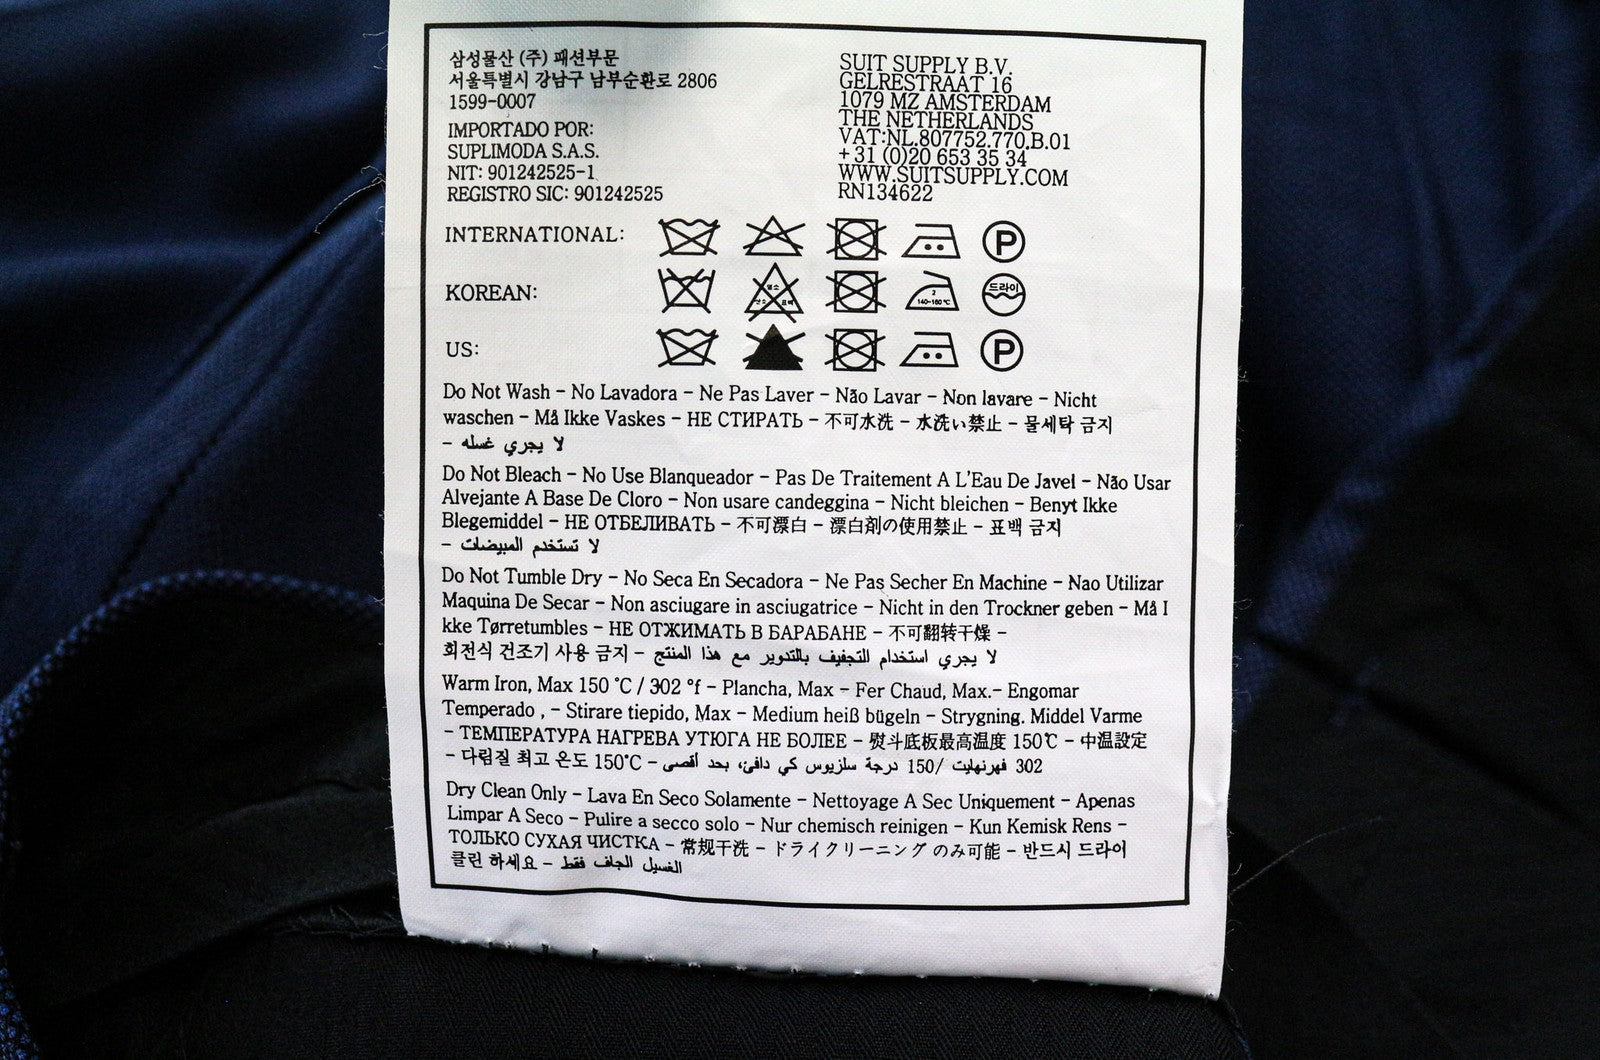 삼성물산 (주) 패션부문
서울특별시 강남구 남부순환로 2806
1599-0007
IMPORTADO POR:
SUPLIMODA S.A.S.
NIT: 901242525-1
REGISTRO SIC: 901242525
SUIT SUPPLY B.V.
GELRESTRAAT 16
1079 MZ AMSTERDAM
THE NETHERLANDS
VAT:NL.807752.770.B.01
+31 (0)20 653 35 34
WWW.SUITSUPPLY.COM
RN134622
INTERNATIONAL: P
KOREAN: 염소 산소 표백 2 140-160℃ 드라이
US: P
Do Not Wash - No Lavadora - Ne Pas Laver - Não Lavar - Non lavare - Nicht
waschen - Må Ikke Vaskes - НЕ СТИРАТЬ - 不可水洗 - 水洗い禁止 - 물세탁 금지
- لا يجري غسله
Do Not Bleach - No Use Blanqueador - Pas De Traitement A L'Eau De Javel - Não Usar
Alvejante A Base De Cloro - Non usare candeggina - Nicht bleichen - Benyt Ikke
Blegemiddel - НЕ ОТБЕЛИВАТЬ - 不可漂白 - 漂白剤の使用禁止 - 표백 금지
- لا تستخدم المبيضات
Do Not Tumble Dry - No Seca En Secadora - Ne Pas Secher En Machine - Nao Utilizar
Maquina De Secar - Non asciugare in asciugatrice - Nicht in den Trockner geben - Må I
kke Tørretumbles - НЕ ОТЖИМАТЬ В БАРАБАНЕ - 不可翻转干燥 -
회전식 건조기 사용 금지 - لا يجري استخدام التجفيف بالتدوير مع هذا المنتج
Warm Iron, Max 150 °C / 302 °f - Plancha, Max - Fer Chaud, Max.- Engomar
Temperado , - Stirare tiepido, Max - Medium heiß bügeln - Strygning. Middel Varme
- ТЕМПЕРАТУРА НАГРЕВА УТЮГА НЕ БОЛЕЕ - 熨斗底板最高温度 150℃ - 中温設定
- 다림질 최고 온도 150℃ - 302 فهرنهايت /150 درجة سلزيوس كي دافئ، بحد أقصى
Dry Clean Only - Lava En Seco Solamente - Nettoyage A Sec Uniquement - Apenas
Limpar A Seco - Pulire a secco solo - Nur chemisch reinigen - Kun Kemisk Rens -
ТОЛЬКО СУХАЯ ЧИСТКА - 常规干洗 - ドライクリーニング のみ可能 - 반드시 드라이
클린 하세요 - الغسيل الجاف فقط